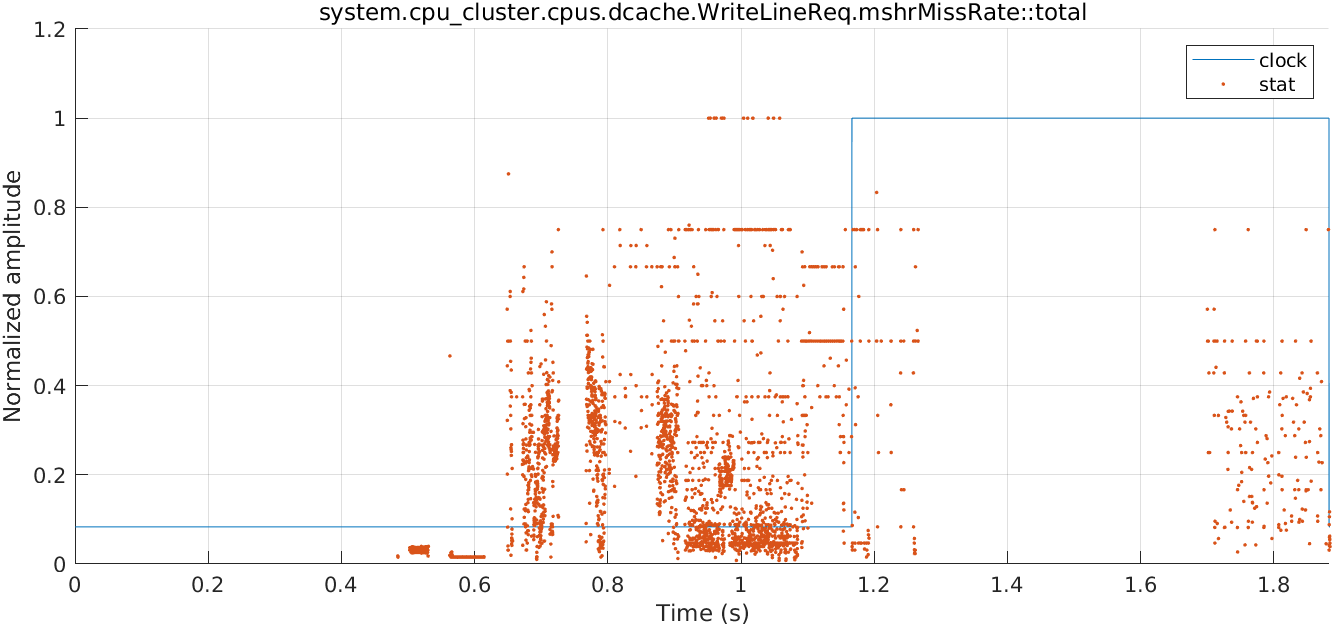 system.cpu_cluster.cpus.dcache.WriteLineReq.mshrMissRate::total
1.2
1
0.8
0.6
0.4
0.2
0
Normalized amplitude
clock
stat
0 0.2 0.4 0.6 0.8 1 1.2 1.4 1.6 1.8
Time (s)